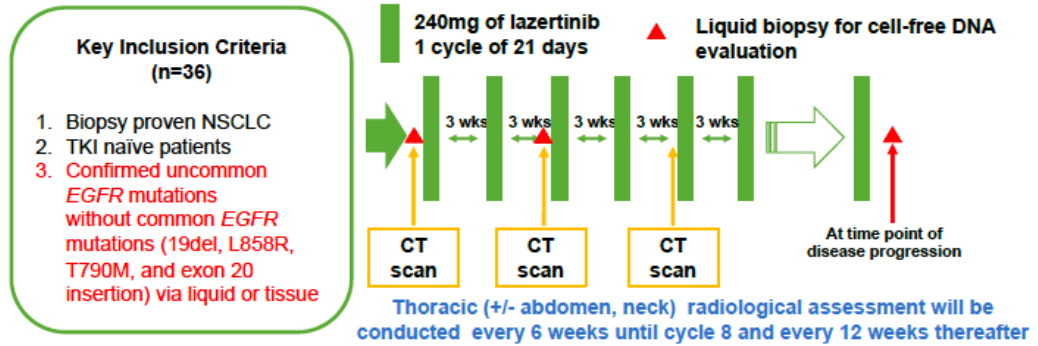 Key Inclusion Criteria
(n=36)
1. Biopsy proven NSCLC
2. TKI naïve patients
3. Confirmed uncommon
EGFR mutations
without common EGFR
mutations (19del, L858R,
T790M, and exon 20
insertion) via liquid or tissue
240mg of lazertinib
1 cycle of 21 days
Liquid biopsy for cell-free DNA
evaluation
3 wks
3 wks
3 wks
3 wks
3 wks
CT
scan
CT
scan
CT
scan
At time point of
disease progression
Thoracic (+/- abdomen, neck) radiological assessment will be
conducted every 6 weeks until cycle 8 and every 12 weeks thereafter